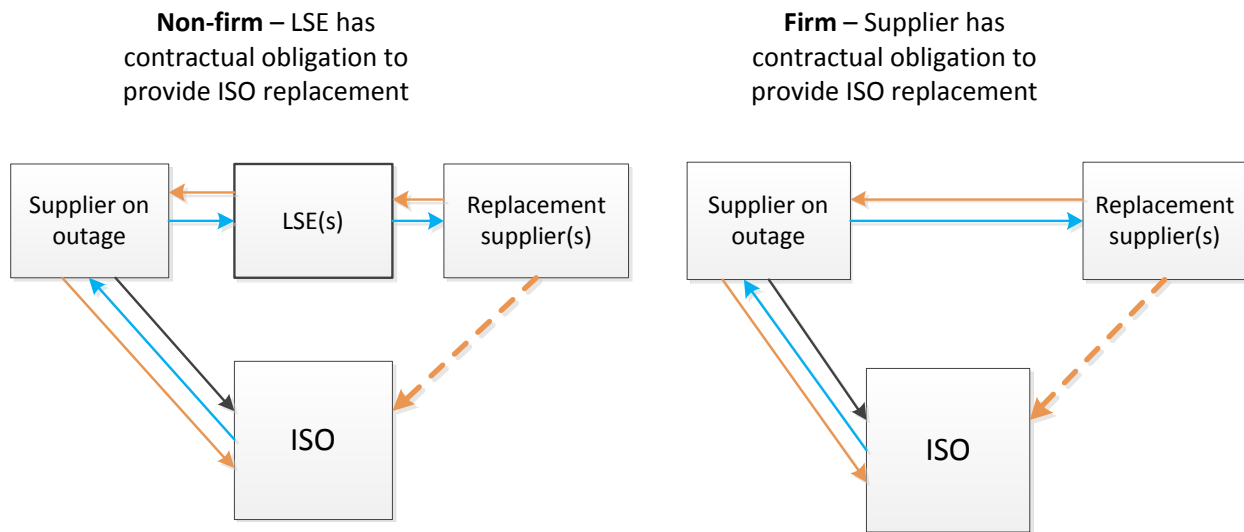 Non-firm – LSE has
contractual obligation to
provide ISO replacement
Firm – Supplier has
contractual obligation to
provide ISO replacement
Supplier on
outage
LSE(s)
Replacement
supplier(s)
Supplier on
outage
Replacement
supplier(s)
ISO
ISO